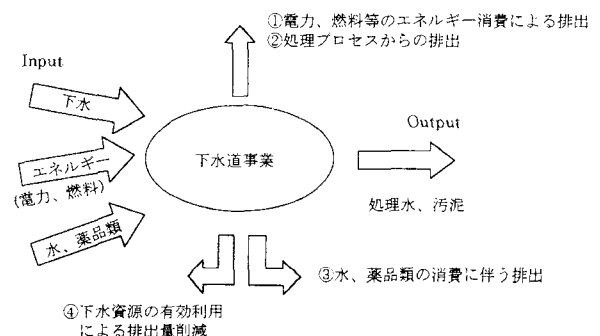 ①電力、燃料等のエネルギー消費による排出
②処理プロセスからの排出
Input
下水
エネルギー
(電力、燃料)
水、薬品類
下水道事業
Output
処理水、汚泥
③水、薬品類の消費に伴う排出
④下水資源の有効利用
による排出量削減